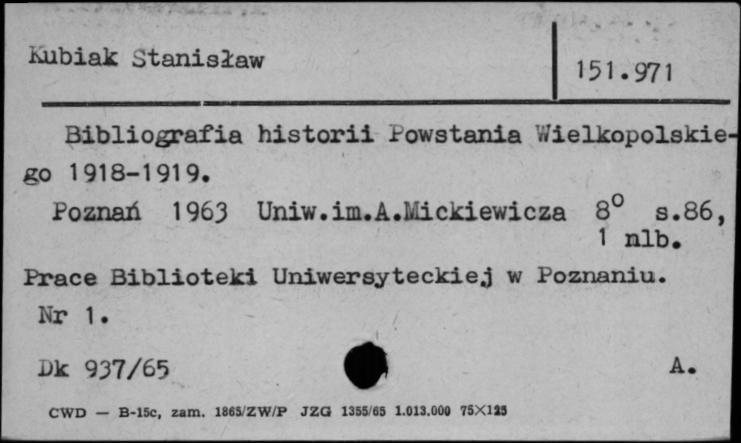 Kubiak Stanisław
151.971
Bibliografia historii Powstania Wielkopolskie-
go 1918-1919.
Poznań 1963 Uniw.im.A.Mickiewicza 8° s.86,
1 nlb.
Prace Biblioteki Uniwersyteckiej w Poznaniu.
Nr 1.
Dk 937/65 A.
CWD — B-15c, zam. 1865/ZW/P JZG 1355/65 1.013.000 75×125